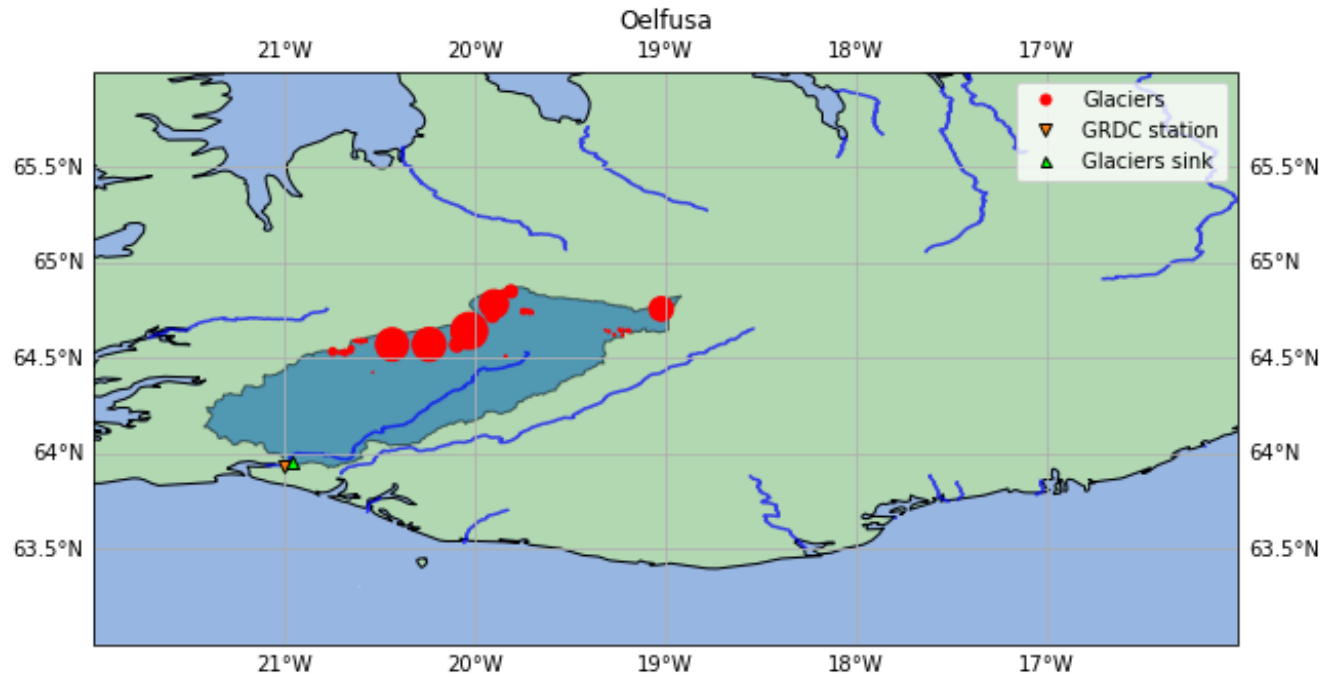 Oelfusa
21°W 20°W 19°W 18°W 17°W
Glaciers
GRDC station
Glaciers sink
65.5°N 65.5°N
65°N 65°N
64.5°N 64.5°N
64°N 64°N
63.5°N 63.5°N
21°W 20°W 19°W 18°W 17°W